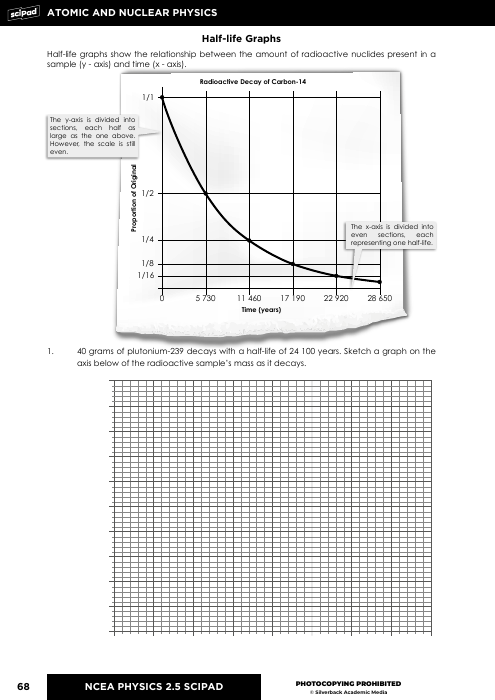 scipad ATOMIC AND NUCLEAR PHYSICS
Half-life Graphs
Half-life graphs show the relationship between the amount of radioactive nuclides present in a
sample (y - axis) and time (x - axis).
Radioactive Decay of Carbon-14
1/1
The y-axis is divided into
sections, each half as
large as the one above.
However, the scale is still
even.
Proportion of Original
1/2
The x-axis is divided into
even sections, each
representing one half-life.
1/4
1/8
1/16
0 5 730 11 460 17 190 22 920 28 650
Time (years)
1. 40 grams of plutonium-239 decays with a half-life of 24 100 years. Sketch a graph on the
axis below of the radioactive sample's mass as it decays.
68 NCEA PHYSICS 2.5 SCIPAD
PHOTOCOPYING PROHIBITED
© Silverback Academic Media